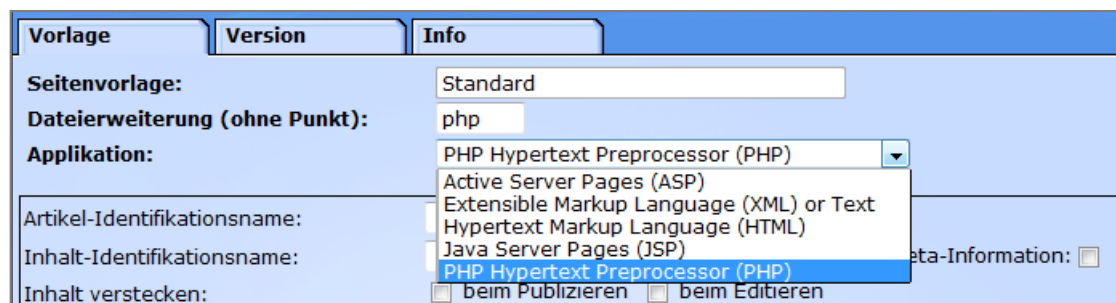 Vorlage Version Info
Seitenvorlage: Standard
Dateierweiterung (ohne Punkt): php
Applikation: PHP Hypertext Preprocessor (PHP)
Active Server Pages (ASP)
Extensible Markup Language (XML) or Text
Artikel-Identifikationsname: Hypertext Markup Language (HTML)
Java Server Pages (JSP)
Inhalt-Identifikationsname: eta-Information:
PHP Hypertext Preprocessor (PHP)
Inhalt verstecken: beim Publizieren beim Editieren